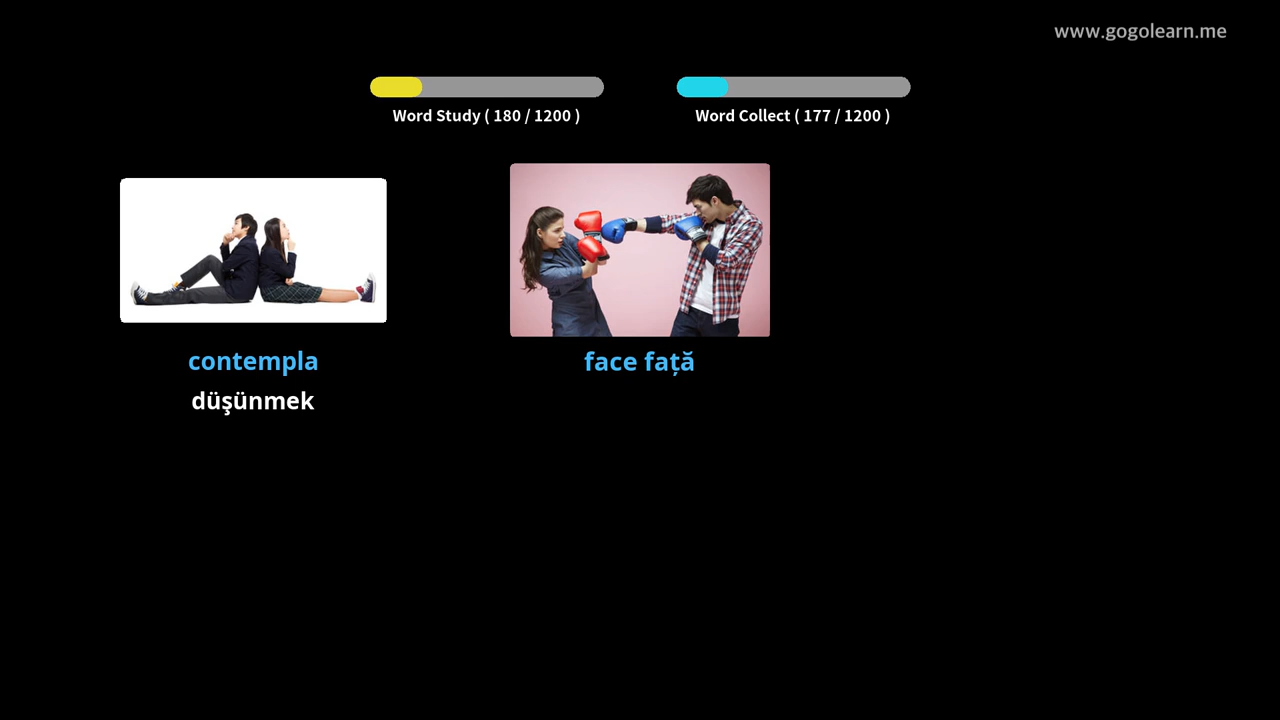 www.gogolearn.me
Word Study ( 180 / 1200 )
Word Collect ( 177 / 1200 )
contempla
düşünmek
face față